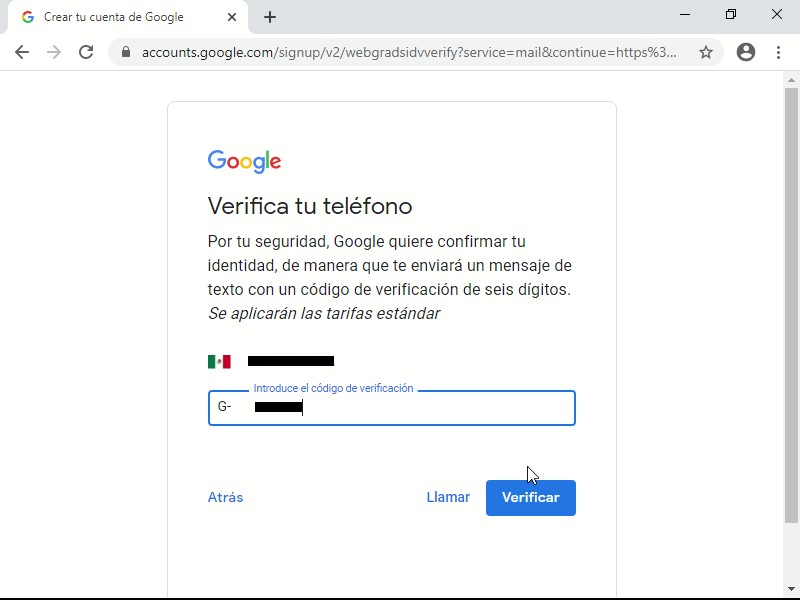 Crear tu cuenta de Google
accounts.google.com/signup/v2/webgradsidvverify?service=mail&continue=https%3...
Google
Verifica tu teléfono
Por tu seguridad, Google quiere confirmar tu
identidad, de manera que te enviará un mensaje de
texto con un código de verificación de seis dígitos.
Se aplicarán las tarifas estándar
Introduce el código de verificación
G-
Atrás Llamar Verificar